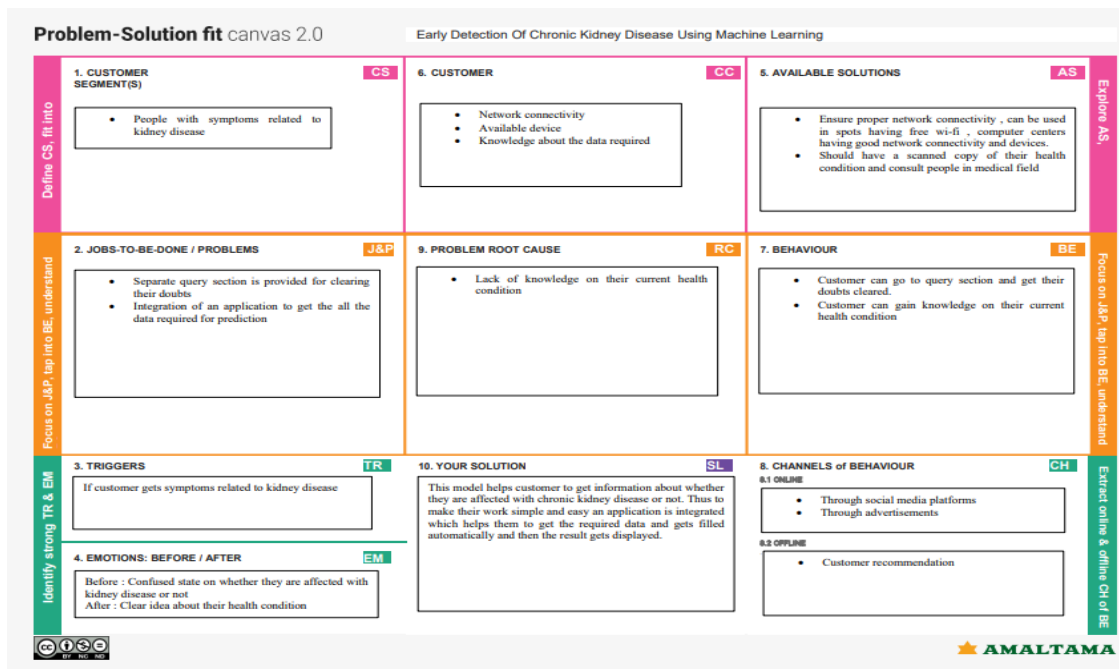 Problem-Solution fit canvas 2.0
Early Detection Of Chronic Kidney Disease Using Machine Learning
Define CS, fit into
1. CUSTOMER
SEGMENT(S)
CS
• People with symptoms related to
kidney disease
6. CUSTOMER
CC
• Network connectivity
• Available device
• Knowledge about the data required
5. AVAILABLE SOLUTIONS
AS
• Ensure proper network connectivity , can be used
in spots having free wi-fi , computer centers
having good network connectivity and devices.
• Should have a scanned copy of their health
condition and consult people in medical field
Explore AS,
Focus on J&P, tap into BE, understand
2. JOBS-TO-BE-DONE / PROBLEMS
J&P
• Separate query section is provided for clearing
their doubts
• Integration of an application to get the all the
data required for prediction
9. PROBLEM ROOT CAUSE
RC
• Lack of knowledge on their current health
condition
7. BEHAVIOUR
BE
• Customer can go to query section and get their
doubts cleared.
• Customer can gain knowledge on their current
health condition
Focus on J&P, tap into BE, understand
Identify strong TR & EM
3. TRIGGERS
TR
If customer gets symptoms related to kidney disease
4. EMOTIONS: BEFORE / AFTER
EM
Before : Confused state on whether they are affected with
kidney disease or not
After : Clear idea about their health condition
10. YOUR SOLUTION
SL
This model helps customer to get information about whether
they are affected with chronic kidney disease or not. Thus to
make their work simple and easy an application is integrated
which helps them to get the required data and gets filled
automatically and then the result gets displayed.
8. CHANNELS of BEHAVIOUR
CH
8.1 ONLINE
• Through social media platforms
• Through advertisements
8.2 OFFLINE
• Customer recommendation
Extract online & offline CH of BE
cc
BY NC ND
AMALTAMA